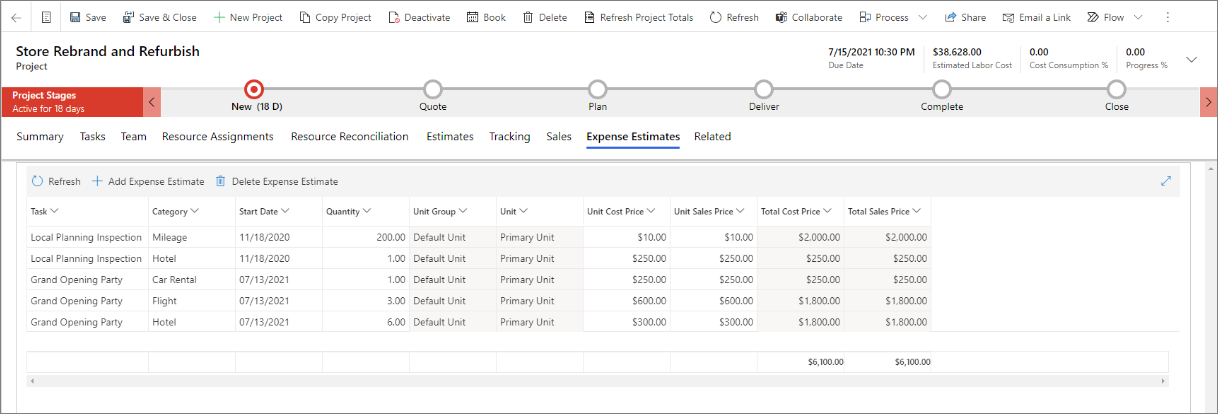 Save Save & Close New Project Copy Project Deactivate Book Delete Refresh Project Totals Refresh Collaborate Process Share Email a Link Flow
Store Rebrand and Refurbish
Project
7/15/2021 10:30 PM $38,628.00 0.00 0.00
Due Date Estimated Labor Cost Cost Consumption % Progress %
Project Stages
Active for 18 days
New (18 D) Quote Plan Deliver Complete Close
Summary Tasks Team Resource Assignments Resource Reconciliation Estimates Tracking Sales Expense Estimates Related
Refresh Add Expense Estimate Delete Expense Estimate
Task Category Start Date Quantity Unit Group Unit Unit Cost Price Unit Sales Price Total Cost Price Total Sales Price
Local Planning Inspection Mileage 11/18/2020 200.00 Default Unit Primary Unit $10.00 $10.00 $2,000.00 $2,000.00
Local Planning Inspection Hotel 11/18/2020 1.00 Default Unit Primary Unit $250.00 $250.00 $250.00 $250.00
Grand Opening Party Car Rental 07/13/2021 1.00 Default Unit Primary Unit $250.00 $250.00 $250.00 $250.00
Grand Opening Party Flight 07/13/2021 3.00 Default Unit Primary Unit $600.00 $600.00 $1,800.00 $1,800.00
Grand Opening Party Hotel 07/13/2021 6.00 Default Unit Primary Unit $300.00 $300.00 $1,800.00 $1,800.00
$6,100.00 $6,100.00